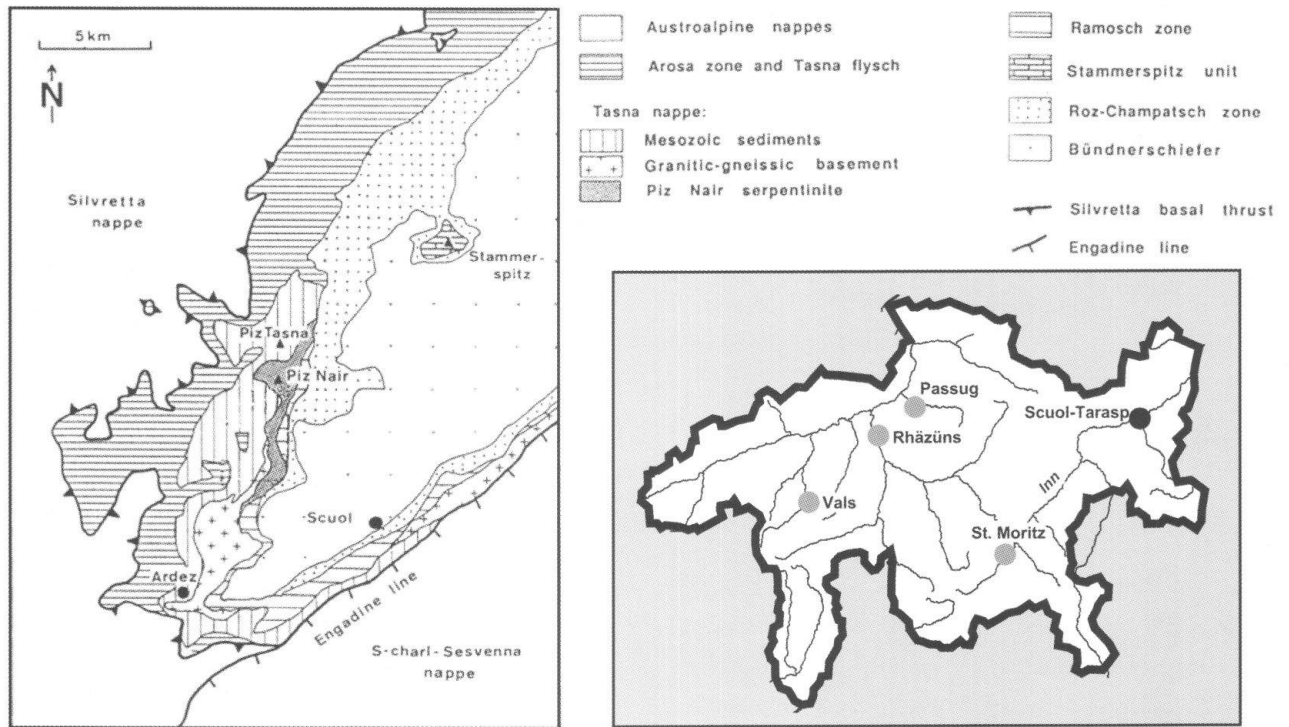 5km
N
Silvretta
nappe
Stammer-
spitz
Piz Tasna
Piz Nair
Scuol
Ardez
Engadine line
S-charl-Sesvenna
nappe
Austroalpine nappes
Arosa zone and Tasna flysch
Tasna nappe:
Mesozoic sediments
Granitic-gneissic basement
Piz Nair serpentinite
Ramosch zone
Stammerspitz unit
Roz-Champatsch zone
Bündnerschiefer
Silvretta basal thrust
Engadine line
Passug
Scuol-Tarasp
Rhäzüns
Inn
Vals
St. Moritz